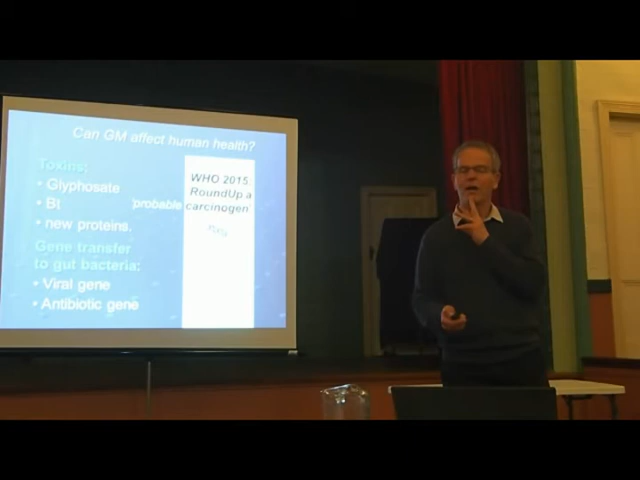 Can GM affect human health?
Toxins:
• Glyphosate
• Bt
• new proteins.
Gene transfer
to gut bacteria:
• Viral gene
• Antibiotic gene
'probable
WHO 2015.
RoundUp a
carcinogen'